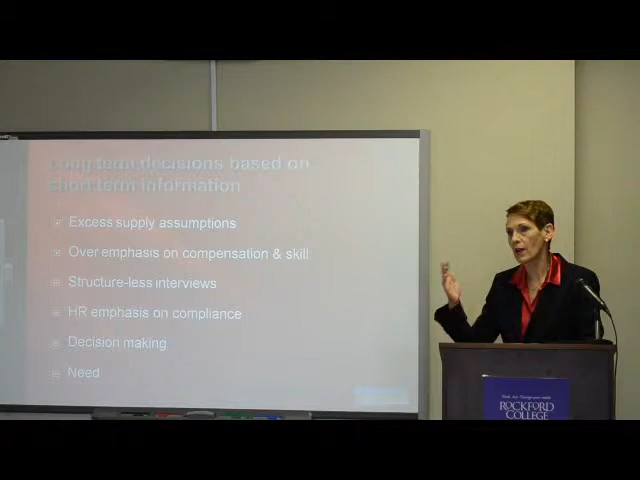 Long term decisions based on
short term information
Excess supply assumptions
Over emphasis on compensation & skill
Structure-less interviews
HR emphasis on compliance
Decision making
Need
ROCKFORD
COLLEGE